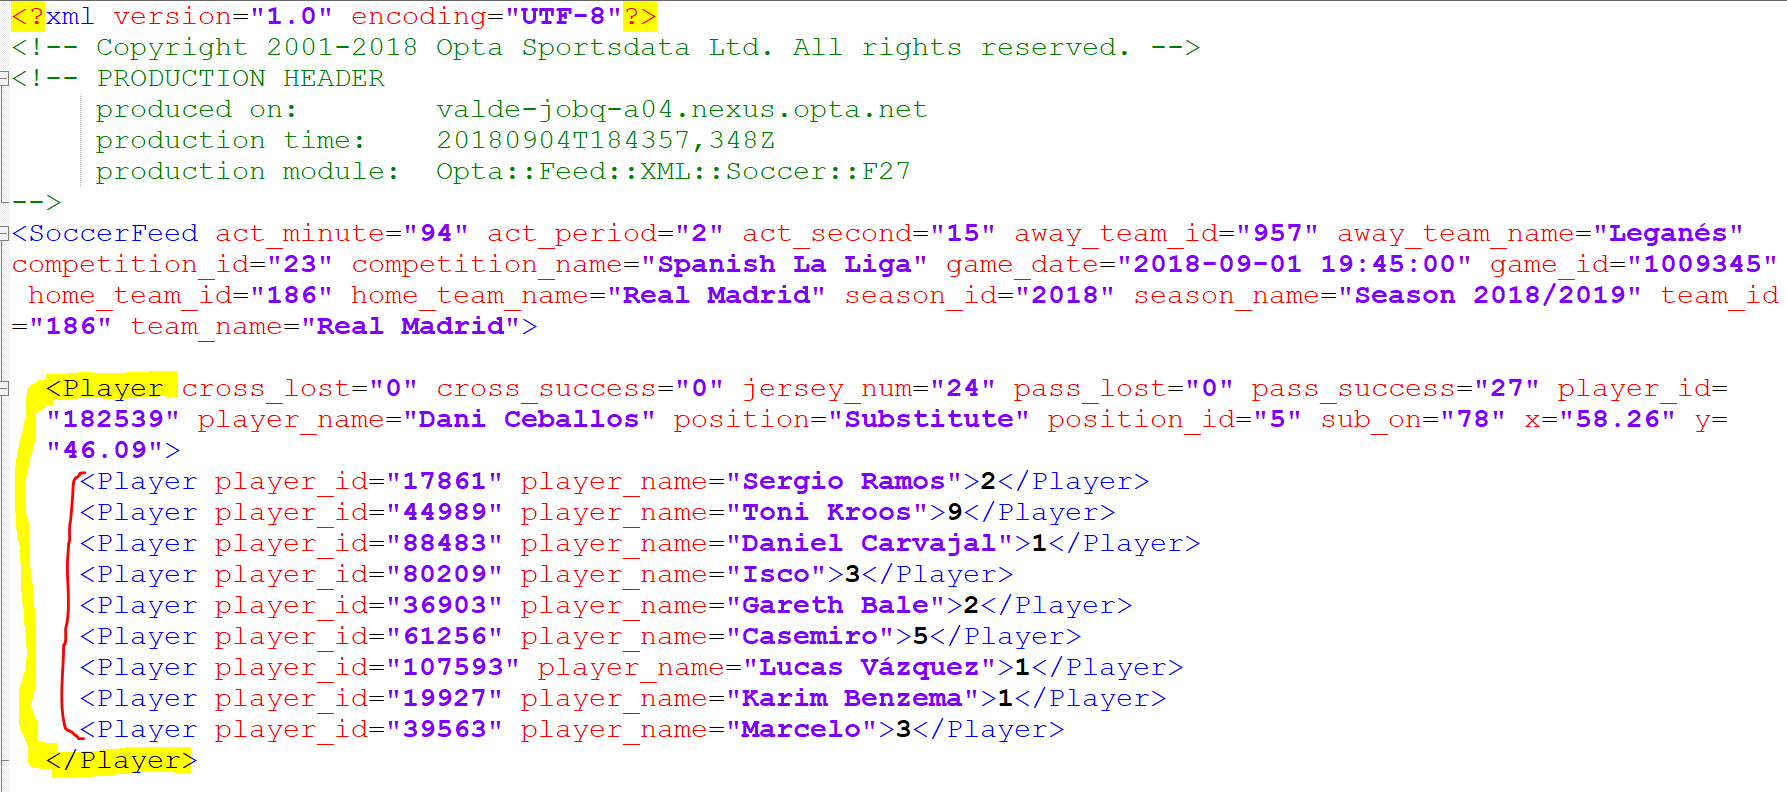 <?xml version="1.0" encoding="UTF-8"?>
<!-- Copyright 2001-2018 Opta Sportsdata Ltd. All rights reserved. -->
<!-- PRODUCTION HEADER
produced on: valde-jobq-a04.nexus.opta.net
production time: 20180904T184357,348Z
production module: Opta::Feed::XML::Soccer::F27
-->
<SoccerFeed act_minute="94" act_period="2" act_second="15" away_team_id="957" away_team_name="Leganés"
competition_id="23" competition_name="Spanish La Liga" game_date="2018-09-01 19:45:00" game_id="1009345"
home_team_id="186" home_team_name="Real Madrid" season_id="2018" season_name="Season 2018/2019" team_id
="186" team_name="Real Madrid">
<Player cross_lost="0" cross_success="0" jersey_num="24" pass_lost="0" pass_success="27" player_id=
"182539" player_name="Dani Ceballos" position="Substitute" position_id="5" sub_on="78" x="58.26" y=
"46.09">
<Player player_id="17861" player_name="Sergio Ramos">2</Player>
<Player player_id="44989" player_name="Toni Kroos">9</Player>
<Player player_id="88483" player_name="Daniel Carvajal">1</Player>
<Player player_id="80209" player_name="Isco">3</Player>
<Player player_id="36903" player_name="Gareth Bale">2</Player>
<Player player_id="61256" player_name="Casemiro">5</Player>
<Player player_id="107593" player_name="Lucas Vázquez">1</Player>
<Player player_id="19927" player_name="Karim Benzema">1</Player>
<Player player_id="39563" player_name="Marcelo">3</Player>
</Player>